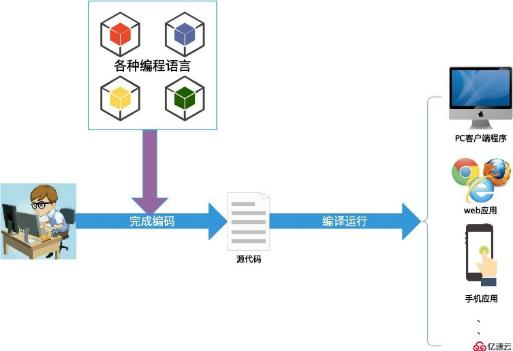 各种编程语言
完成编码
源代码
编译运行
PC客户端程序
web应用
手机应用
、
、
亿速云